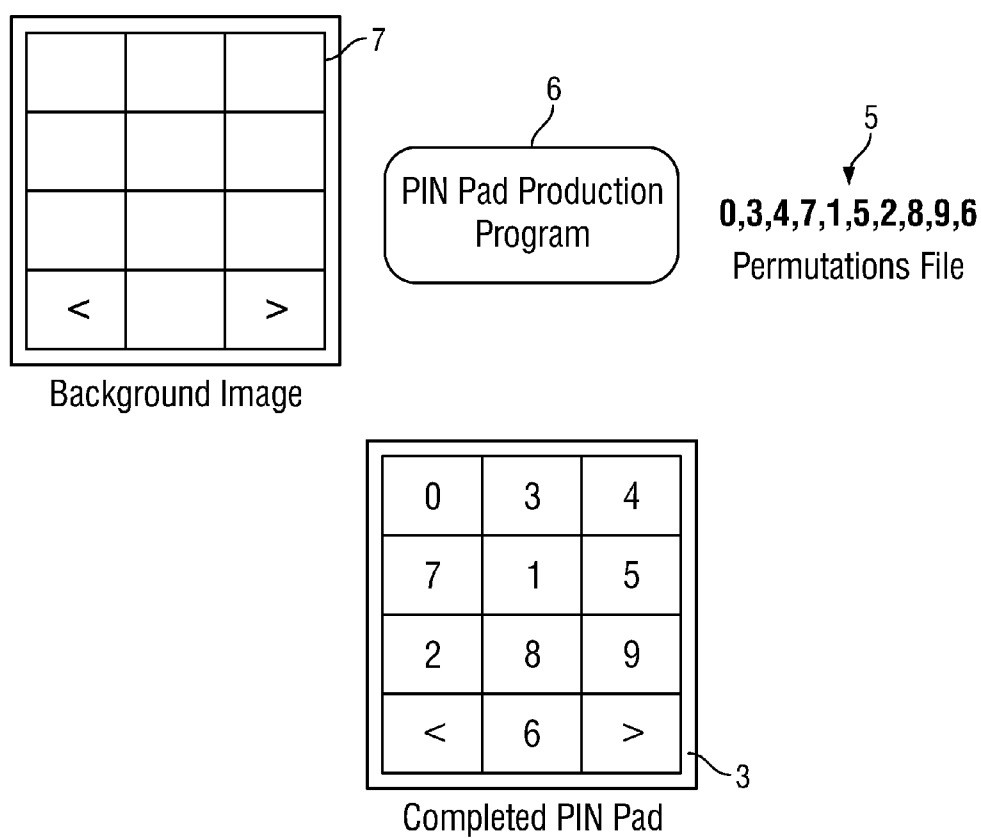 7
6
5
PIN Pad Production
Program
0,3,4,7,1,5,2,8,9,6
Permutations File
< >
Background Image
0 3 4
7 1 5
2 8 9
< 6 >
3
Completed PIN Pad